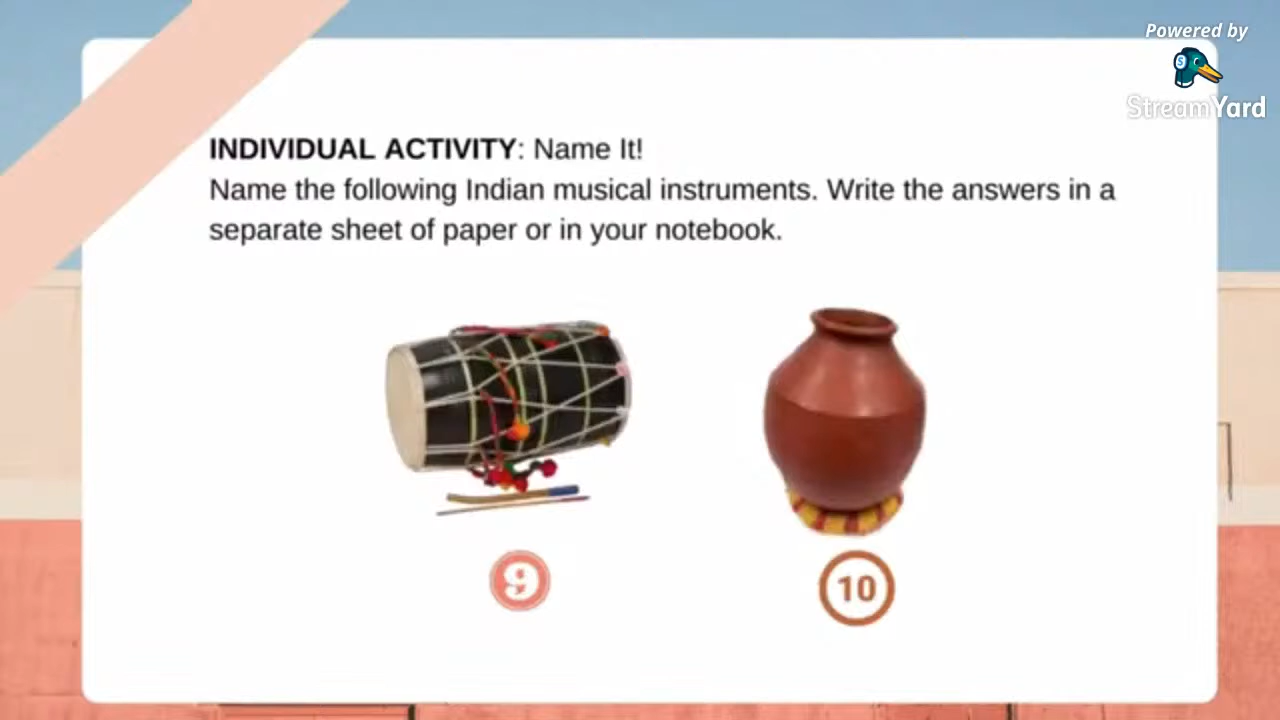 Powered by
StreamYard
INDIVIDUAL ACTIVITY: Name It!
Name the following Indian musical instruments. Write the answers in a
separate sheet of paper or in your notebook.
9
10